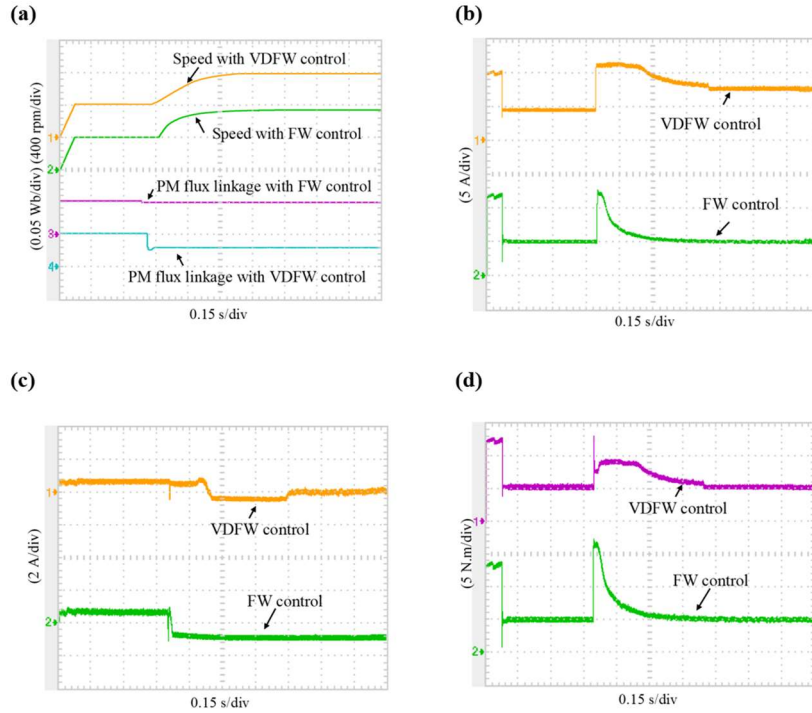 (a)
Speed with VDFW control
Speed with FW control
PM flux linkage with FW control
PM flux linkage with VDFW control
(0.05 Wb/div) (400 rpm/div)
1
2
3
4
0.15 s/div
(b)
VDFW control
FW control
(5 A/div)
1
2
0.15 s/div
(c)
VDFW control
FW control
(2 A/div)
1
2
0.15 s/div
(d)
VDFW control
FW control
(5 N.m/div)
1
2
0.15 s/div